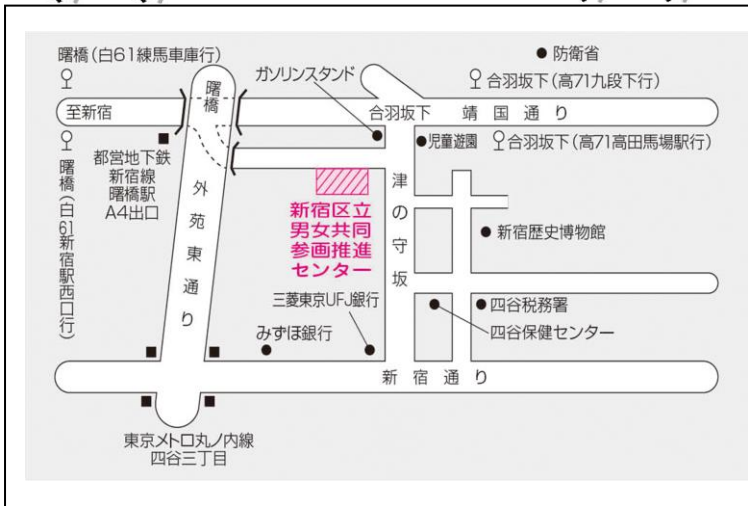 曙橋(白61練馬車庫行)
防衛省
ガソリンスタンド
合羽坂下(高71九段下行)
曙橋
至新宿
合羽坂下
靖国通り
児童遊園
合羽坂下(高71高田馬場駅行)
都営地下鉄
新宿線
曙橋駅
A4出口
曙橋(白61新宿駅西口行)
外苑東通り
新宿区立
男女共同
参画推進
センター
津の守坂
新宿歴史博物館
三菱東京UFJ銀行
四谷税務署
みずほ銀行
四谷保健センター
新宿通り
東京メトロ丸ノ内線
四谷三丁目